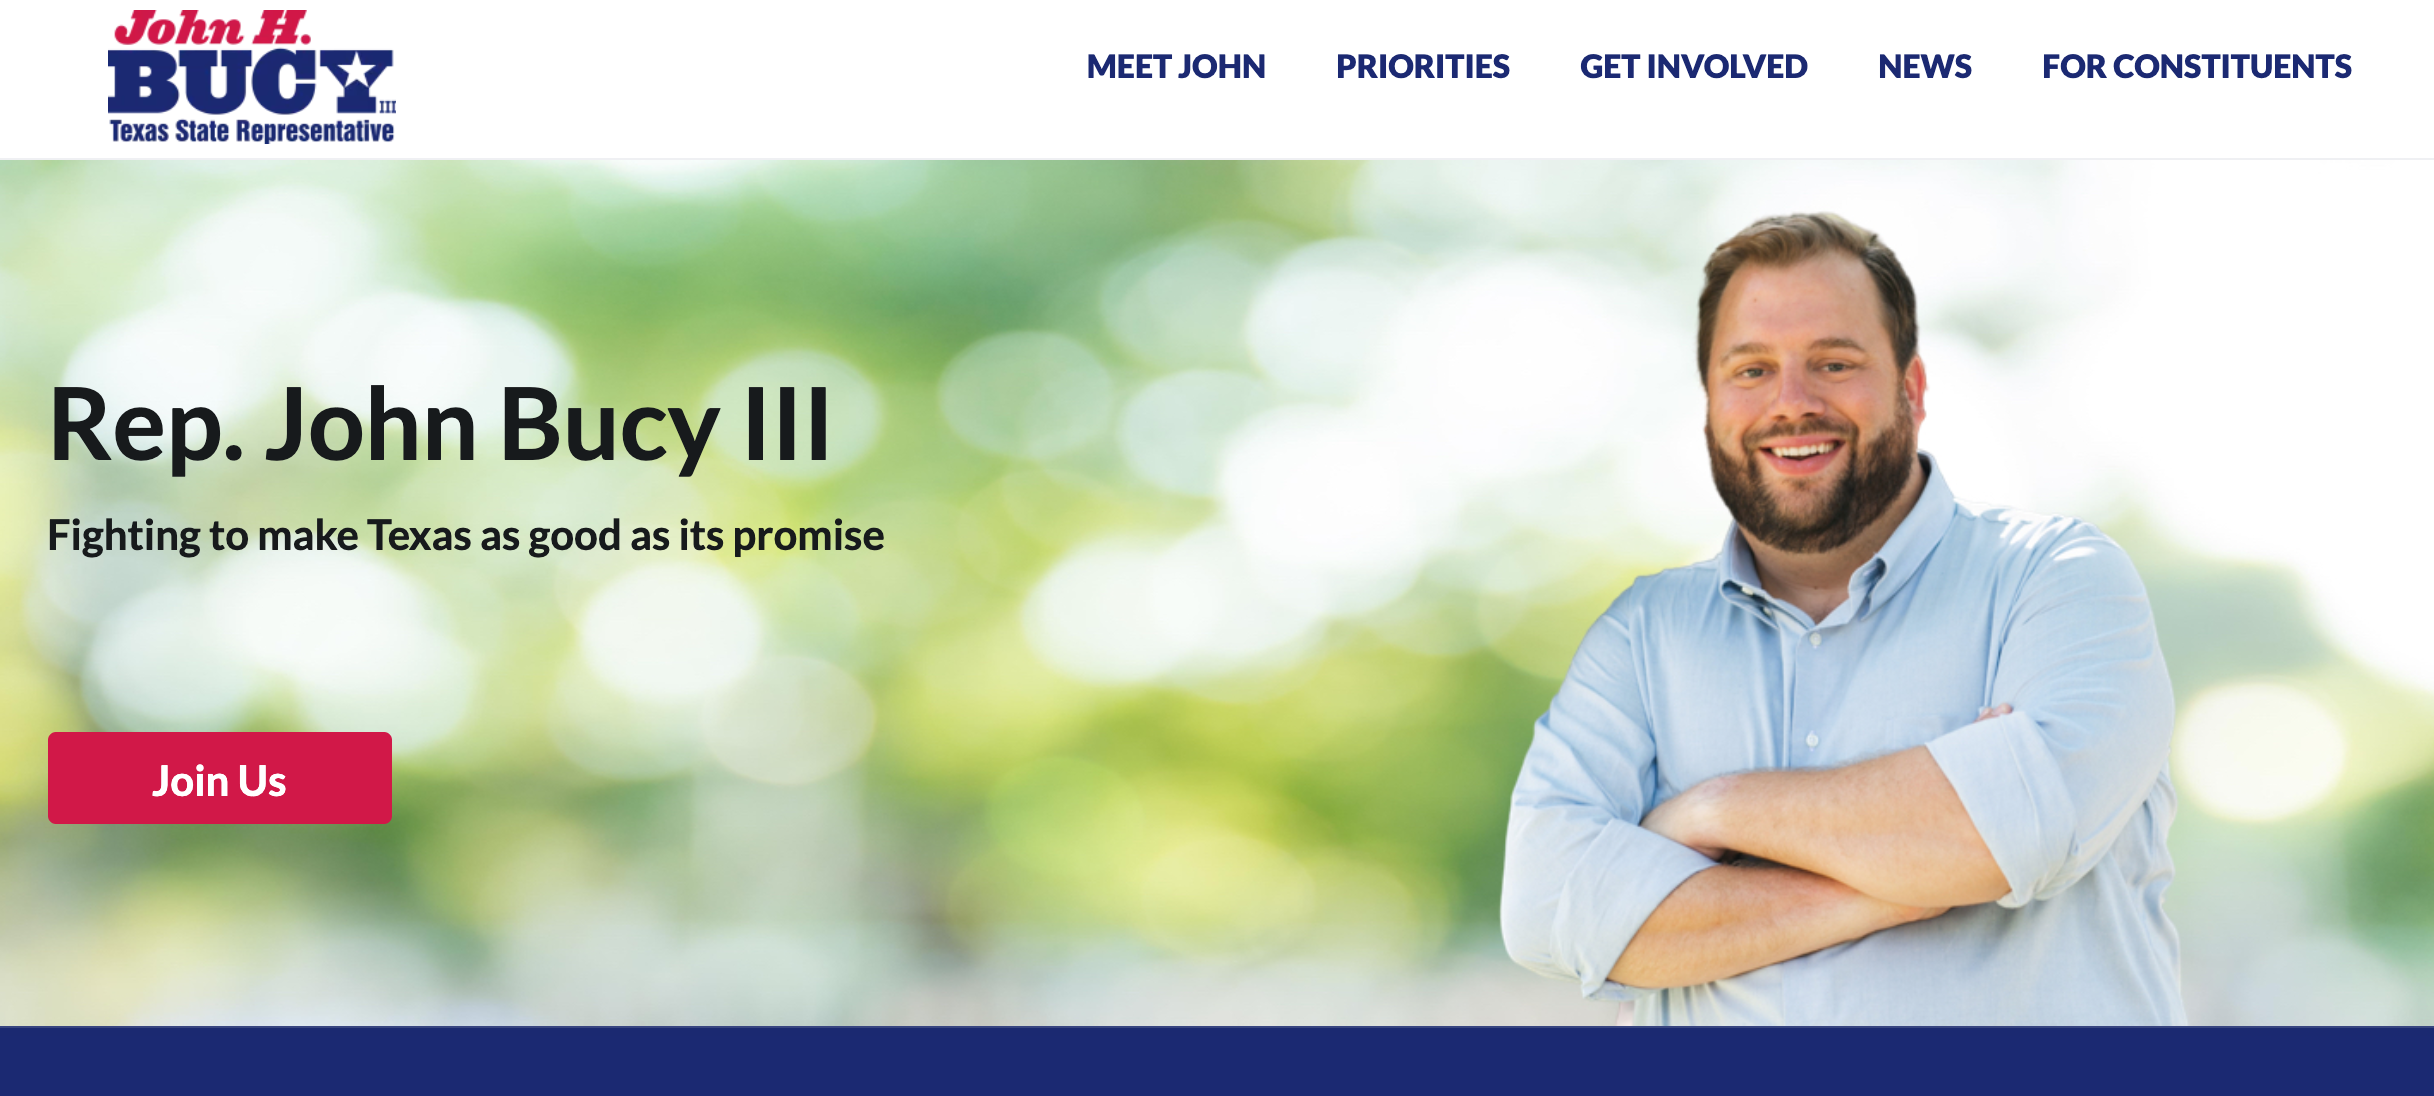 John H.
BUCY III
Texas State Representative
MEET JOHN PRIORITIES GET INVOLVED NEWS FOR CONSTITUENTS
Rep. John Bucy III
Fighting to make Texas as good as its promise
Join Us